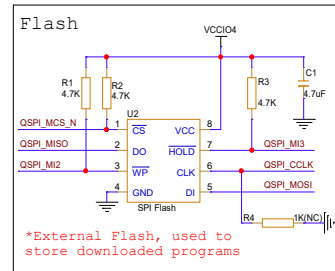 Flash
VCCIO4
R1
4.7K
R2
4.7K
R3
4.7K
C1
4.7uF
U2
QSPI_MCS_N
1
CS
VCC
8
QSPI_MISO
2
DO
HOLD
7
QSPI_MI3
QSPI_MI2
3
WP
CLK
6
QSPI_CCLK
4
GND
DI
5
QSPI_MOSI
SPI Flash
R4
1K(NC)
*External Flash, used to
store downloaded programs